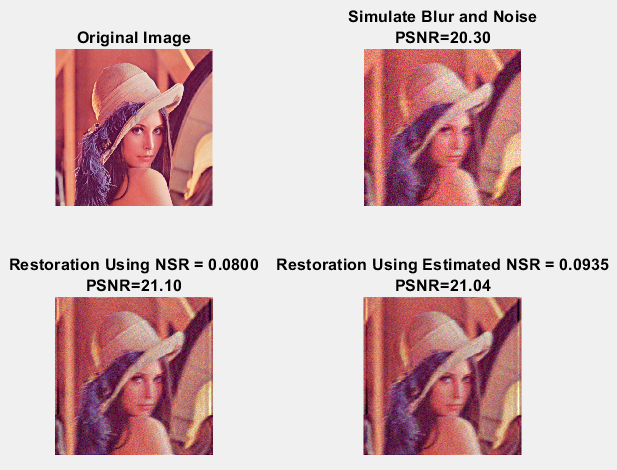 Original Image
Simulate Blur and Noise
PSNR=20.30
Restoration Using NSR = 0.0800
PSNR=21.10
Restoration Using Estimated NSR = 0.0935
PSNR=21.04